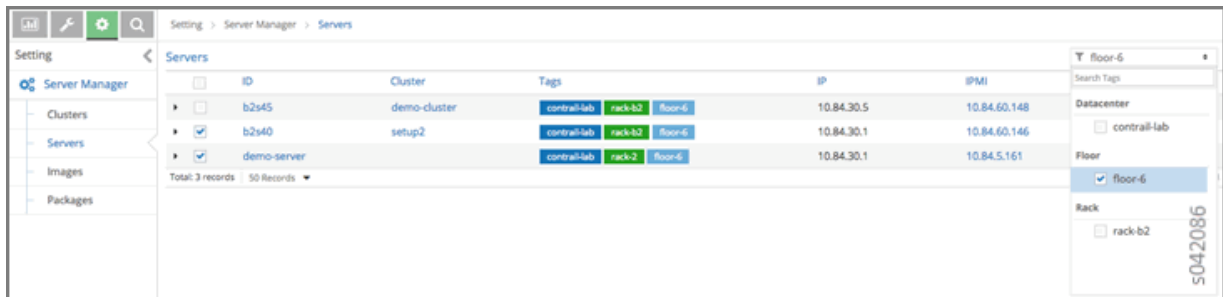 Setting > Server Manager > Servers
Setting
Server Manager
Clusters
Servers
Images
Packages
Servers
ID Cluster Tags IP IPMI
b2s45 demo-cluster contrail-lab rack-b2 floor-6 10.84.30.5 10.84.60.148
b2s40 setup2 contrail-lab rack-b2 floor-6 10.84.30.1 10.84.60.146
demo-server contrail-lab rack-2 floor-6 10.84.30.1 10.84.5.161
Total: 3 records 50 Records
floor-6
Search Tags
Datacenter
contrail-lab
Floor
floor-6
Rack
rack-b2
s042086